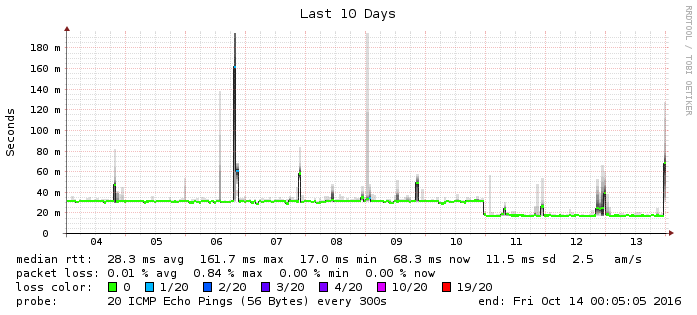 Last 10 Days
RRDTOOL / TOBI OETIKER
Seconds
180 m
160 m
140 m
120 m
100 m
80 m
60 m
40 m
20 m
0
04 05 06 07 08 09 10 11 12 13
median rtt: 28.3 ms avg 161.7 ms max 17.0 ms min 68.3 ms now 11.5 ms sd 2.5 am/s
packet loss: 0.01 % avg 0.84 % max 0.00 % min 0.00 % now
loss color: 0 1/20 2/20 3/20 4/20 10/20 19/20
probe: 20 ICMP Echo Pings (56 Bytes) every 300s end: Fri Oct 14 00:05:05 2016